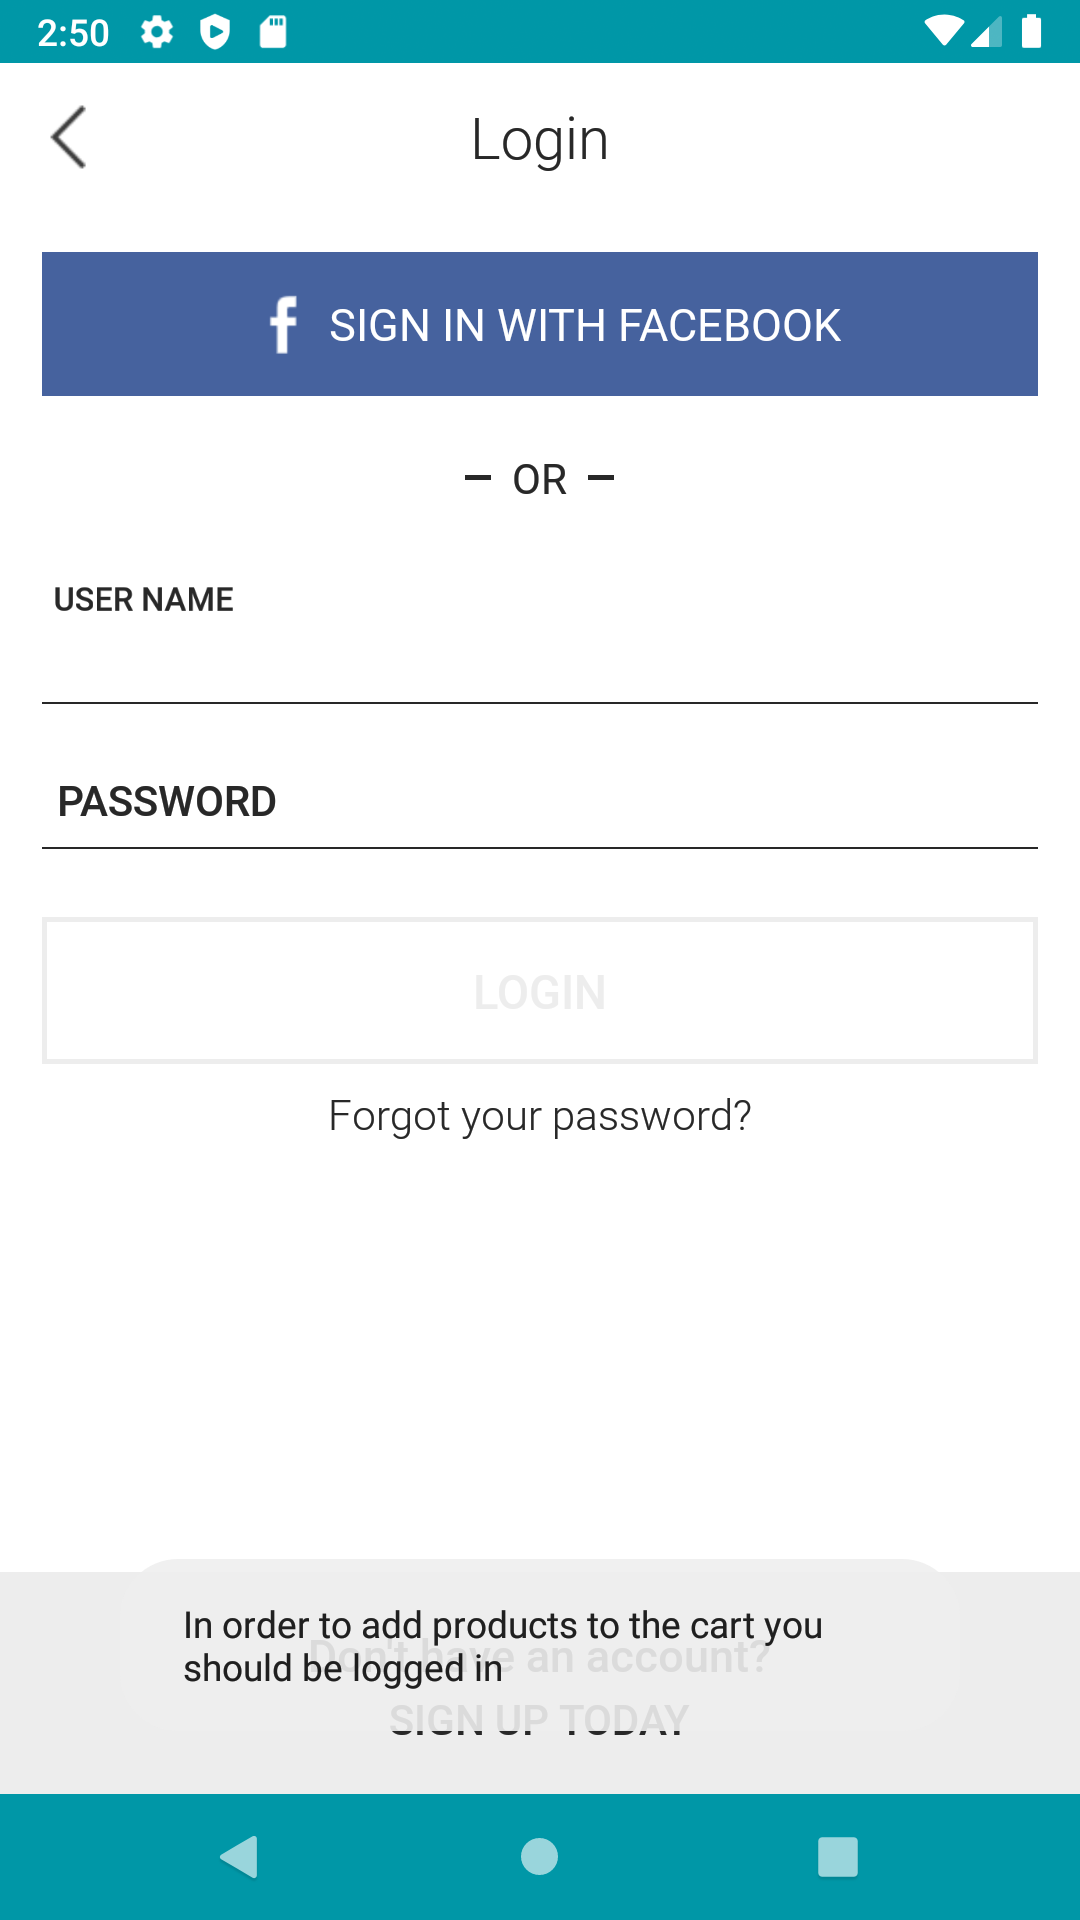 2:50
Login
f SIGN IN WITH FACEBOOK
– OR –
USER NAME
PASSWORD
LOGIN
Forgot your password?
In order to add products to the cart you
should be logged in
Don't have an account?
SIGN UP TODAY